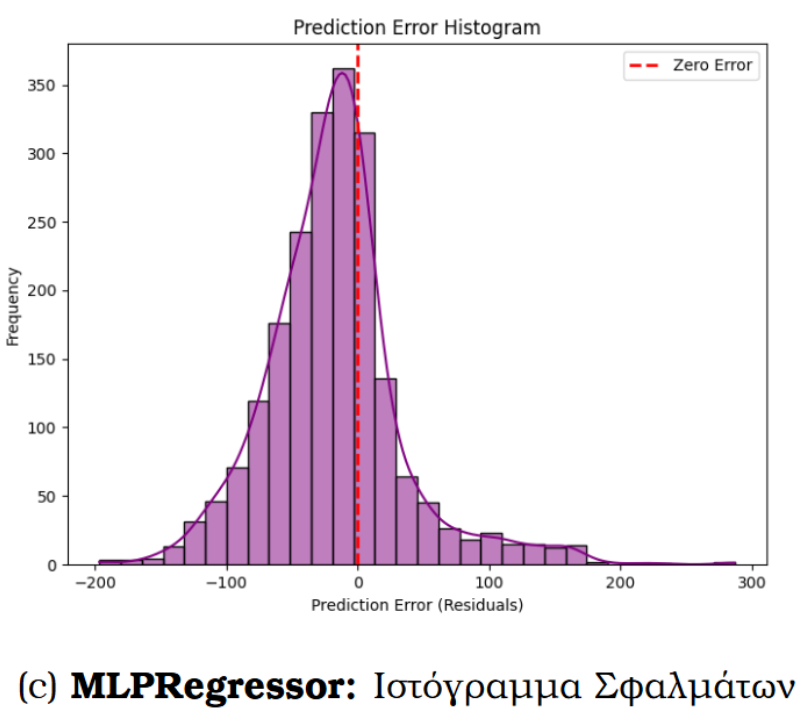 Prediction Error Histogram
Zero Error
350
300
250
200
150
100
50
0
Frequency
−200
−100
0
100
200
300
Prediction Error (Residuals)
(c) MLPRegressor: Ιστόγραμμα Σφαλμάτων